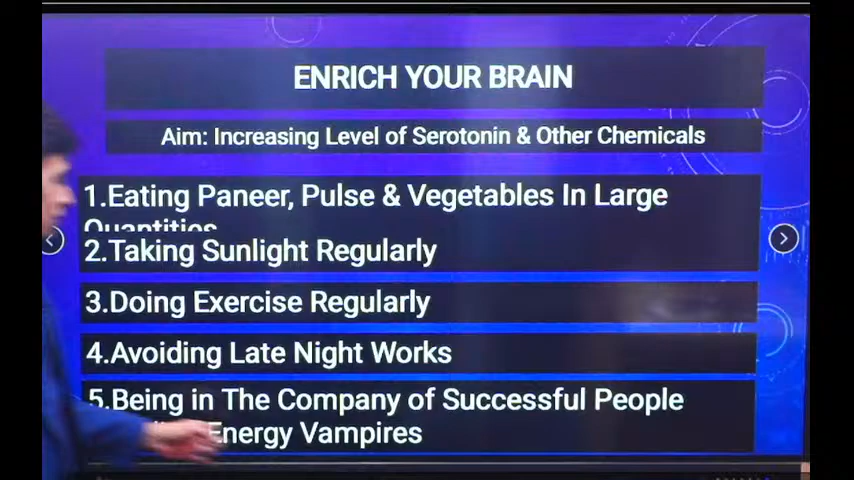 ENRICH YOUR BRAIN
Aim: Increasing Level of Serotonin & Other Chemicals
1.Eating Paneer, Pulse & Vegetables In Large
Quantities
2.Taking Sunlight Regularly
3.Doing Exercise Regularly
4.Avoiding Late Night Works
5.Being in The Company of Successful People
Energy Vampires